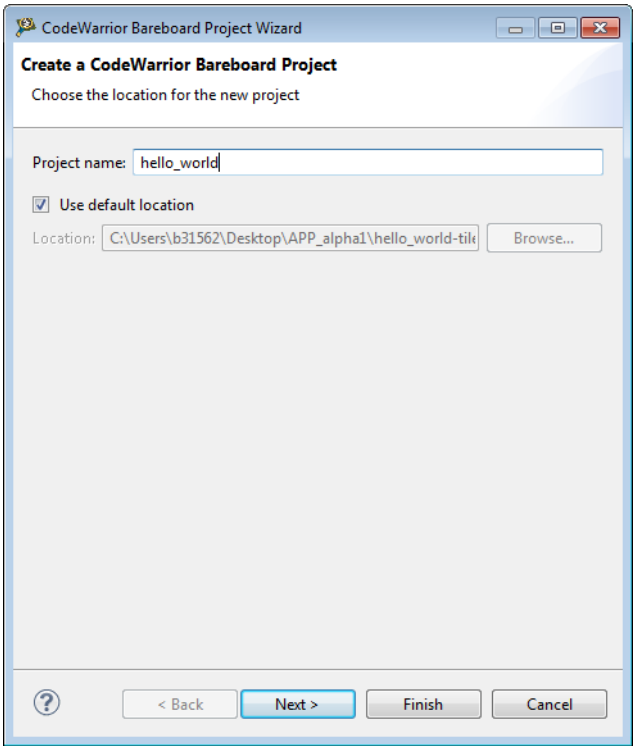 CodeWarrior Bareboard Project Wizard
Create a CodeWarrior Bareboard Project
Choose the location for the new project
Project name: hello_world
Use default location
Location: C:\Users\b31562\Desktop\APP_alpha1\hello_world-tile Browse...
< Back Next > Finish Cancel